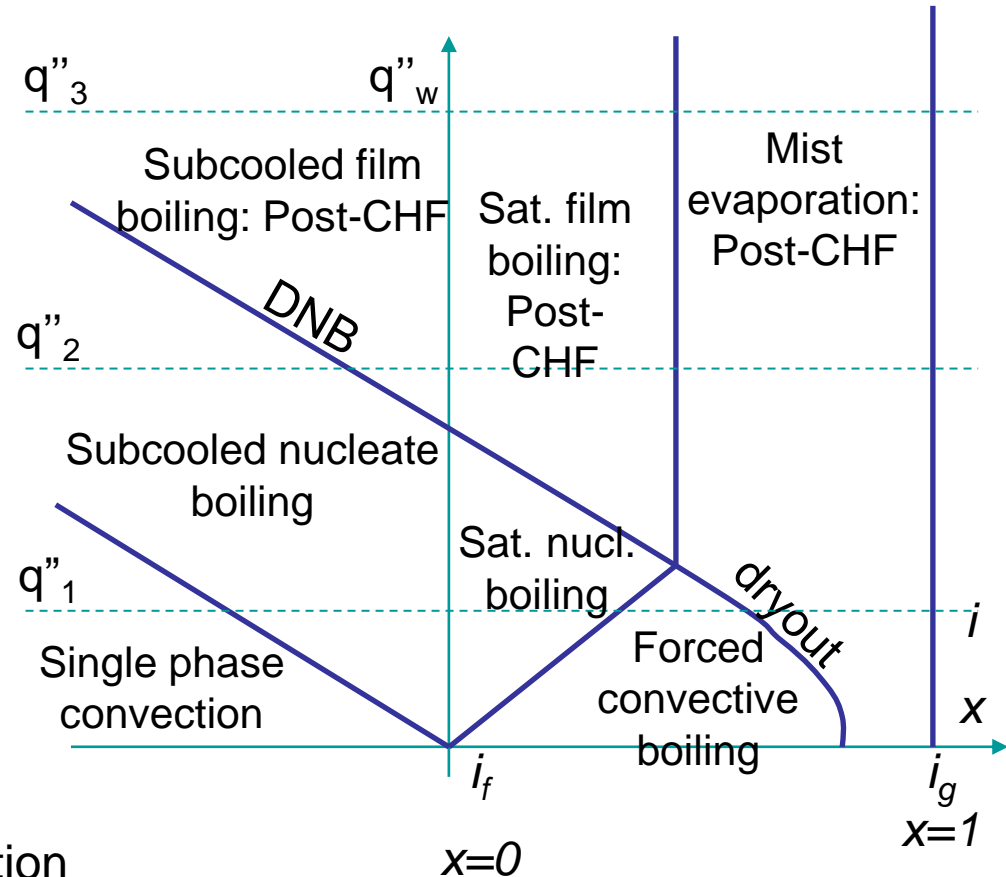 q”3
q”w
Subcooled film
boiling: Post-CHF
Sat. film
boiling:
Post-
CHF
Mist
evaporation:
Post-CHF
DNB
q”2
Subcooled nucleate
boiling
Sat. nucl.
boiling
q”1
dryout
i
Single phase
convection
Forced
convective
boiling
x
if
ig
x=1
x=0
tion